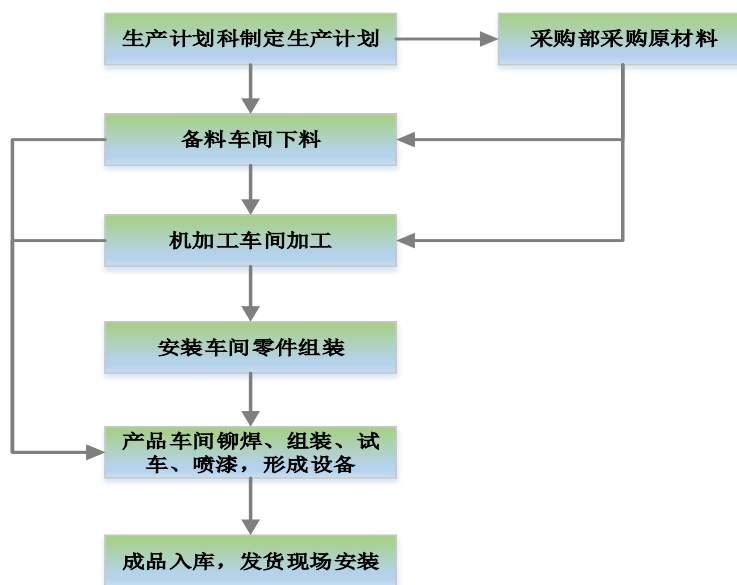 生产计划科制定生产计划
采购部采购原材料
备料车间下料
机加工车间加工
安装车间零件组装
产品车间铆焊、组装、试
车、喷漆，形成设备
成品入库，发货现场安装